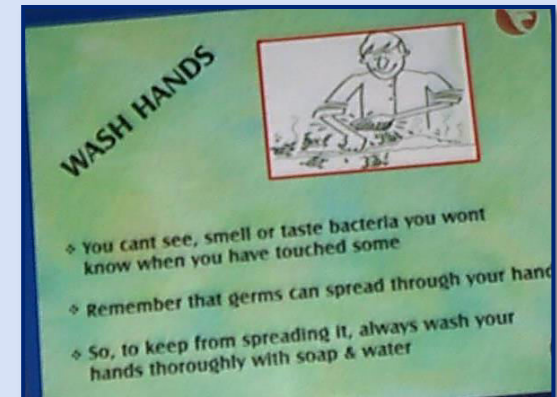 WASH HANDS
❖ You cant see, smell or taste bacteria you wont
know when you have touched some
❖ Remember that germs can spread through your hand
❖ So, to keep from spreading it, always wash your
hands thoroughly with soap & water